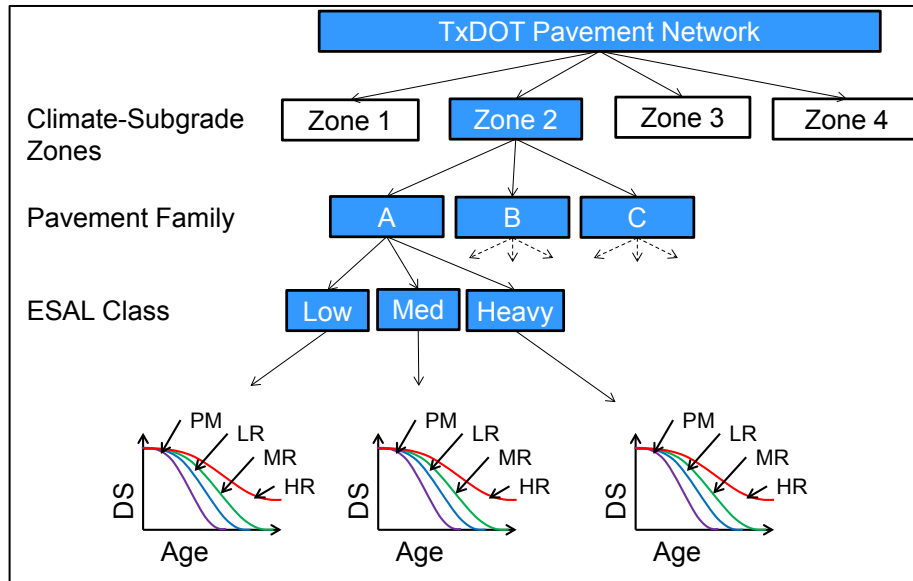 TxDOT Pavement Network
Climate-Subgrade
Zones
Zone 1
Zone 2
Zone 3
Zone 4
Pavement Family
A
B
C
ESAL Class
Low
Med
Heavy
PM
LR
MR
HR
DS
Age
PM
LR
MR
HR
DS
Age
PM
LR
MR
HR
DS
Age